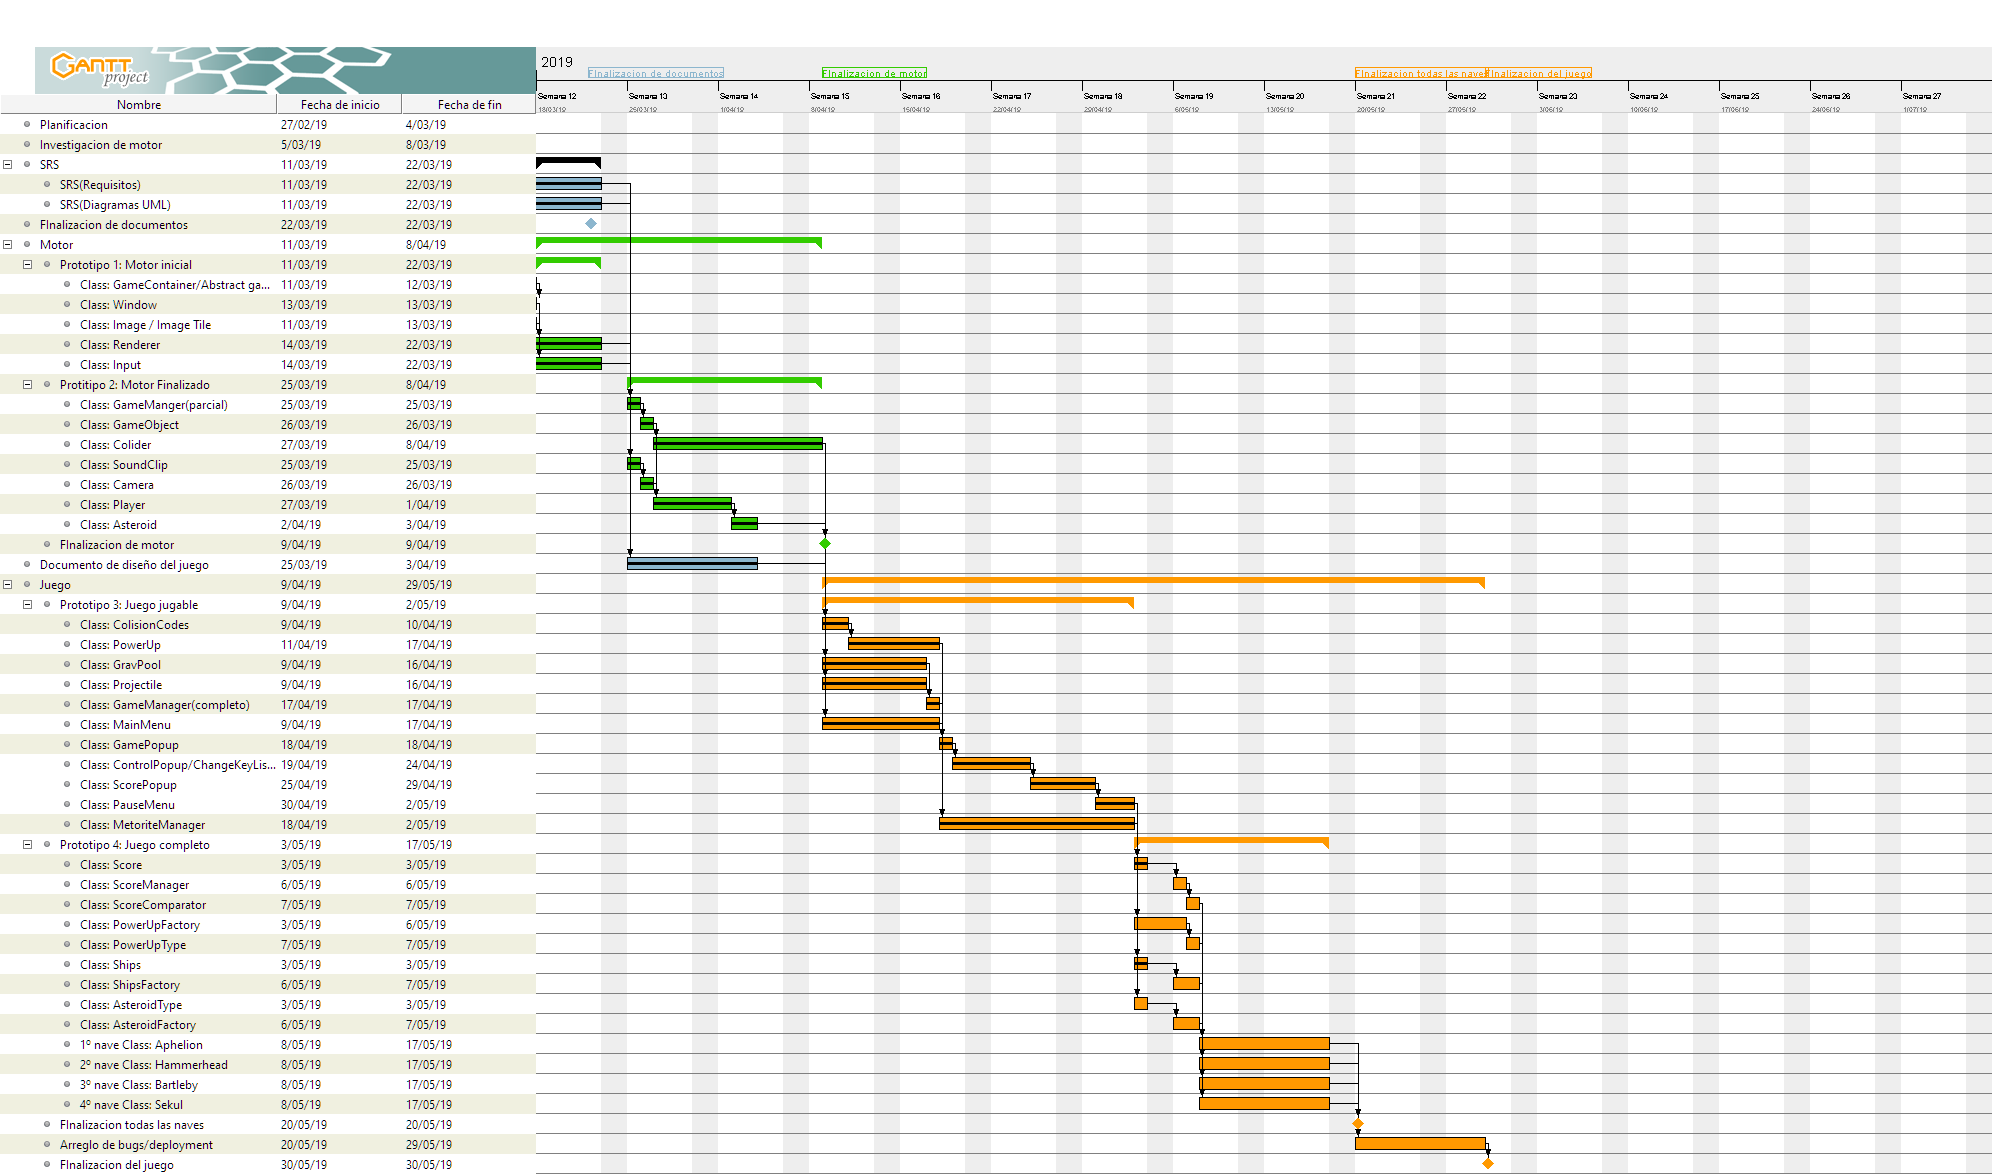 GANTT
project
2019
FInalizacion de documentos
FInalizacion de motor
FInalizacion todas las naves
FInalizacion del juego
Nombre Fecha de inicio Fecha de fin
Semana 12 Semana 13 Semana 14 Semana 15 Semana 16 Semana 17 Semana 18 Semana 19 Semana 20 Semana 21 Semana 22 Semana 23 Semana 24 Semana 25 Semana 26 Semana 27
18/03/19 25/03/19 1/04/19 8/04/19 15/04/19 22/04/19 29/04/19 6/05/19 13/05/19 20/05/19 27/05/19 3/06/19 10/06/19 17/06/19 24/06/19 1/07/19
Planificacion 27/02/19 4/03/19
Investigacion de motor 5/03/19 8/03/19
SRS 11/03/19 22/03/19
SRS(Requisitos) 11/03/19 22/03/19
SRS(Diagramas UML) 11/03/19 22/03/19
FInalizacion de documentos 22/03/19 22/03/19
Motor 11/03/19 8/04/19
Prototipo 1: Motor inicial 11/03/19 22/03/19
Class: GameContainer/Abstract ga... 11/03/19 12/03/19
Class: Window 13/03/19 13/03/19
Class: Image / Image Tile 11/03/19 13/03/19
Class: Renderer 14/03/19 22/03/19
Class: Input 14/03/19 22/03/19
Protitipo 2: Motor Finalizado 25/03/19 8/04/19
Class: GameManger(parcial) 25/03/19 25/03/19
Class: GameObject 26/03/19 26/03/19
Class: Colider 27/03/19 8/04/19
Class: SoundClip 25/03/19 25/03/19
Class: Camera 26/03/19 26/03/19
Class: Player 27/03/19 1/04/19
Class: Asteroid 2/04/19 3/04/19
FInalizacion de motor 9/04/19 9/04/19
Documento de diseño del juego 25/03/19 3/04/19
Juego 9/04/19 29/05/19
Prototipo 3: Juego jugable 9/04/19 2/05/19
Class: ColisionCodes 9/04/19 10/04/19
Class: PowerUp 11/04/19 17/04/19
Class: GravPool 9/04/19 16/04/19
Class: Projectile 9/04/19 16/04/19
Class: GameManager(completo) 17/04/19 17/04/19
Class: MainMenu 9/04/19 17/04/19
Class: GamePopup 18/04/19 18/04/19
Class: ControlPopup/ChangeKeyLis... 19/04/19 24/04/19
Class: ScorePopup 25/04/19 29/04/19
Class: PauseMenu 30/04/19 2/05/19
Class: MetoriteManager 18/04/19 2/05/19
Prototipo 4: Juego completo 3/05/19 17/05/19
Class: Score 3/05/19 3/05/19
Class: ScoreManager 6/05/19 6/05/19
Class: ScoreComparator 7/05/19 7/05/19
Class: PowerUpFactory 3/05/19 6/05/19
Class: PowerUpType 7/05/19 7/05/19
Class: Ships 3/05/19 3/05/19
Class: ShipsFactory 6/05/19 7/05/19
Class: AsteroidType 3/05/19 3/05/19
Class: AsteroidFactory 6/05/19 7/05/19
1º nave Class: Aphelion 8/05/19 17/05/19
2º nave Class: Hammerhead 8/05/19 17/05/19
3º nave Class: Bartleby 8/05/19 17/05/19
4º nave Class: Sekul 8/05/19 17/05/19
FInalizacion todas las naves 20/05/19 20/05/19
Arreglo de bugs/deployment 20/05/19 29/05/19
FInalizacion del juego 30/05/19 30/05/19